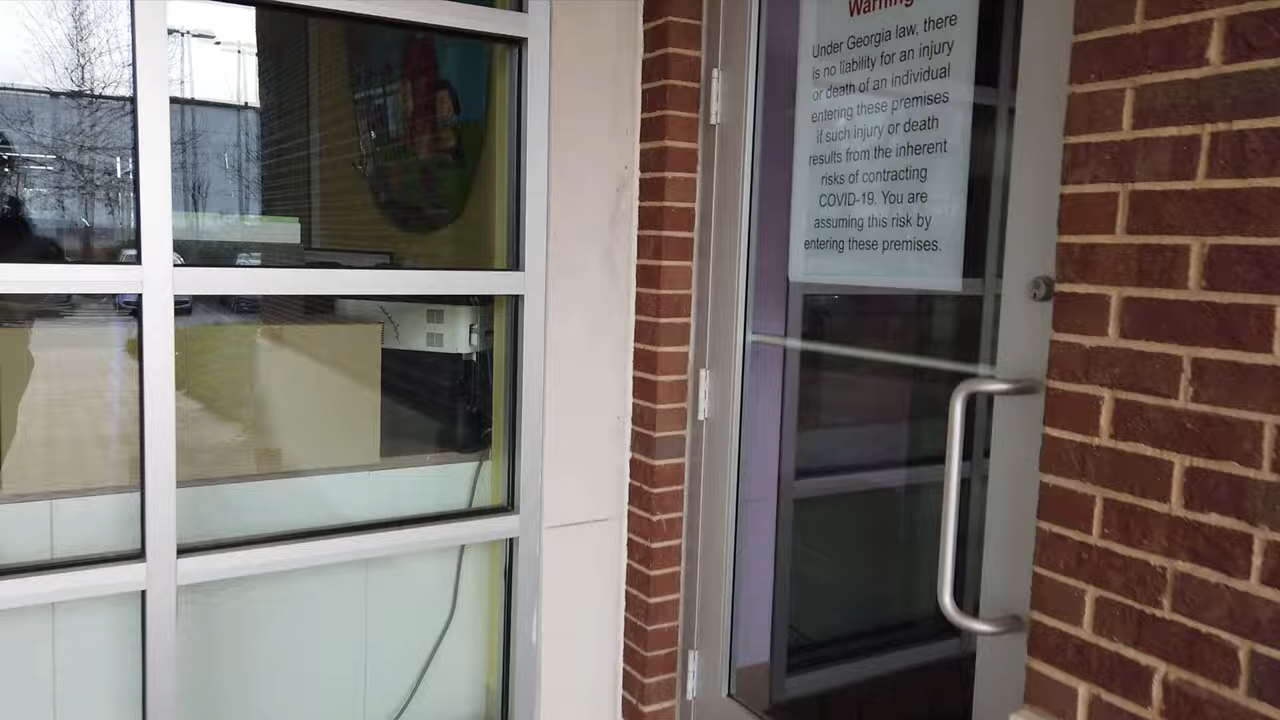 Warning
Under Georgia law, there
is no liability for an injury
or death of an individual
entering these premises
if such injury or death
results from the inherent
risks of contracting
COVID-19. You are
assuming this risk by
entering these premises.